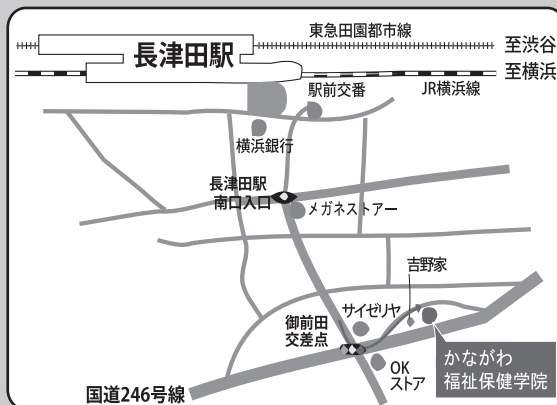 東急田園都市線
至渋谷
長津田駅
至横浜
駅前交番
JR横浜線
横浜銀行
長津田駅
南口入口
メガネストアー
吉野家
サイゼリヤ
御前田
交差点
かながわ
福祉保健学院
OK
ストア
国道246号線